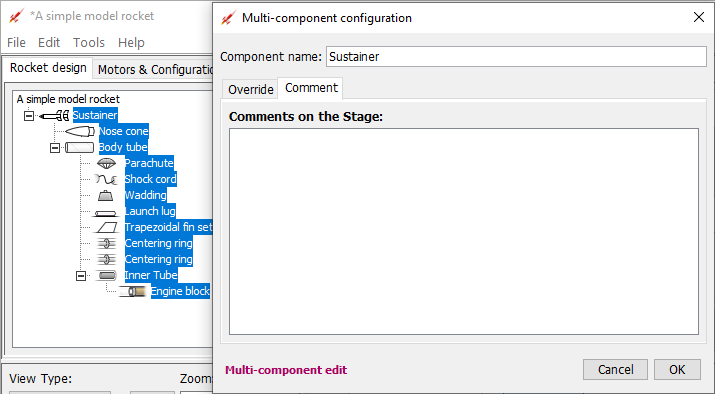 *A simple model rocket
File Edit Tools Help
Rocket design
Motors & Configuratio
A simple model rocket
Sustainer
Nose cone
Body tube
Parachute
Shock cord
Wadding
Launch lug
Trapezoidal fin set
Centering ring
Centering ring
Inner Tube
Engine block
View Type:
Zoom:
Multi-component configuration
Component name: Sustainer
Override Comment
Comments on the Stage:
Multi-component edit
Cancel OK